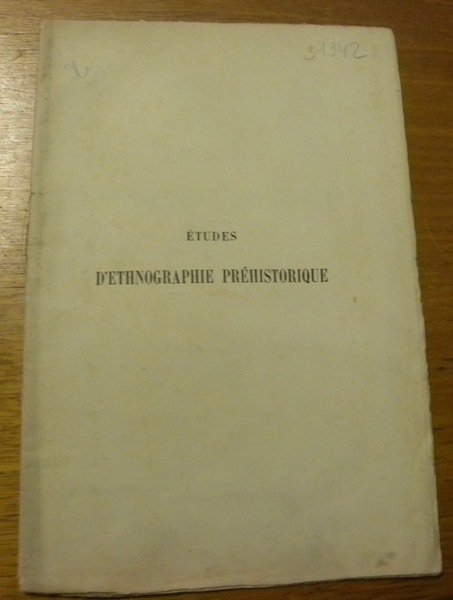 31342
ÉTUDES
D'ETHNOGRAPHIE PRÉHISTORIQUE